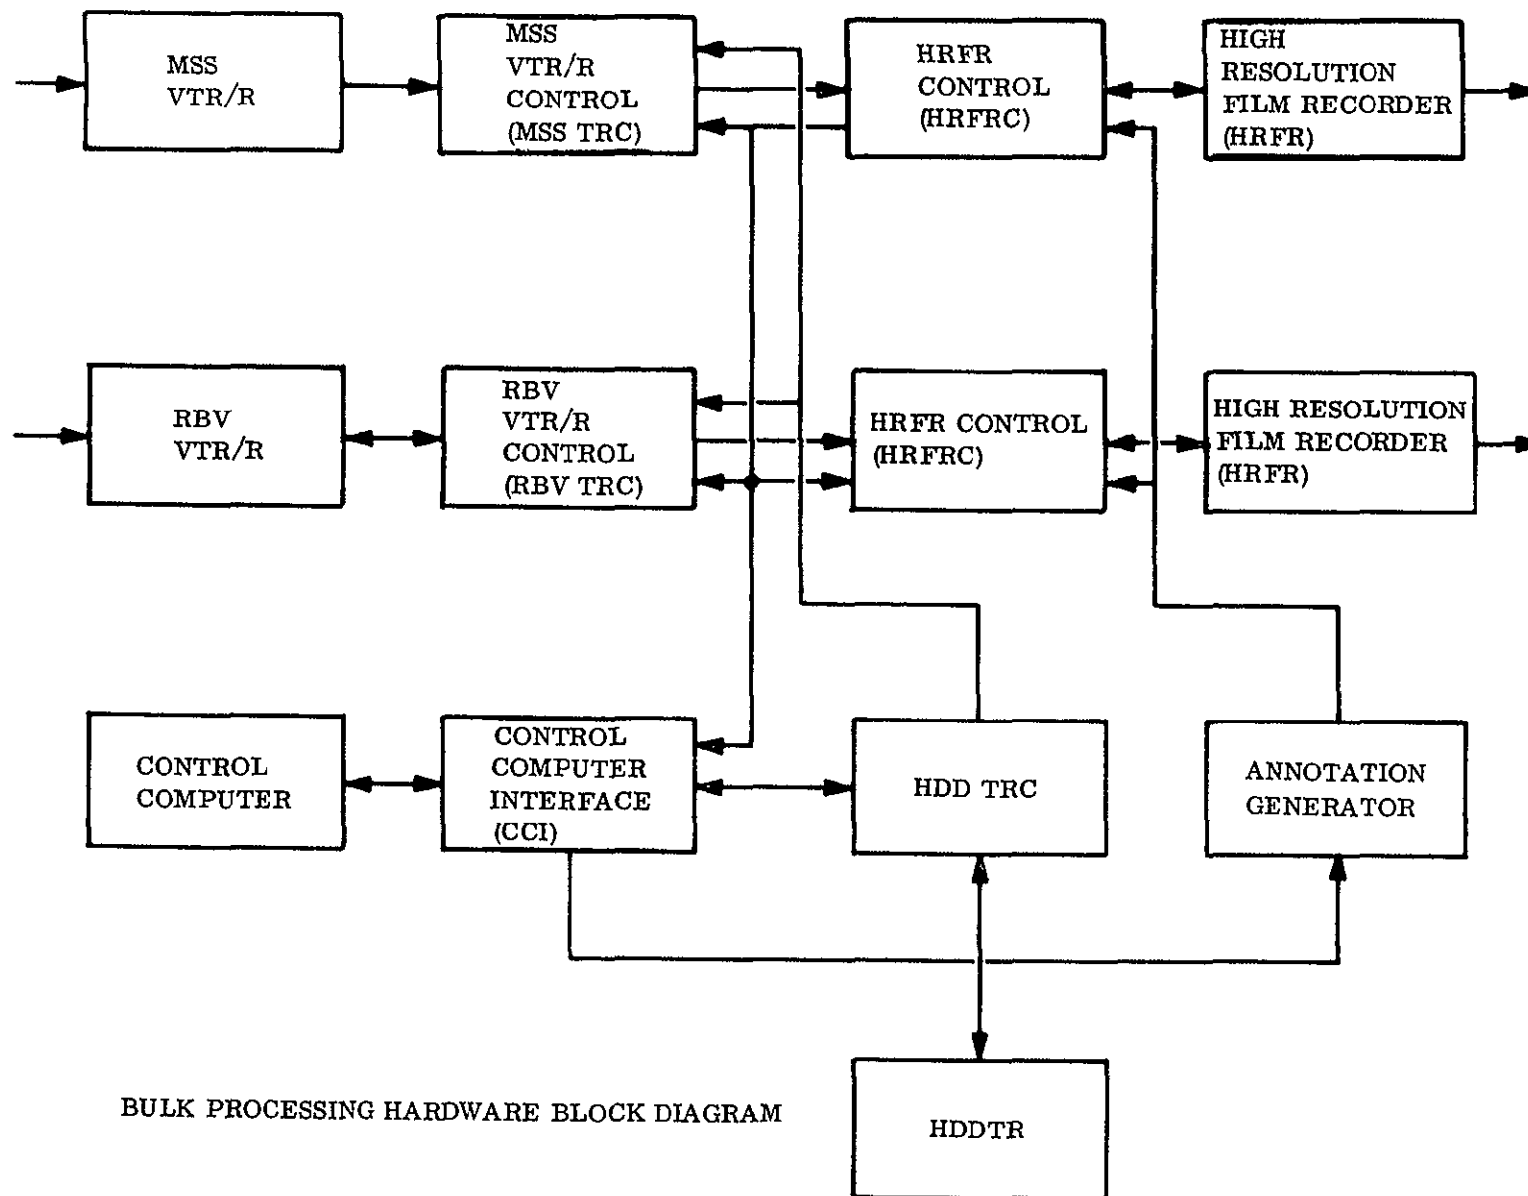 MSS
VTR/R
MSS
VTR/R
CONTROL
(MSS TRC)
HRFR
CONTROL
(HRFRC)
HIGH
RESOLUTION
FILM RECORDER
(HRFR)
RBV
VTR/R
RBV
VTR/R
CONTROL
(RBV TRC)
HRFR CONTROL
(HRFRC)
HIGH RESOLUTION
FILM RECORDER
(HRFR)
CONTROL
COMPUTER
CONTROL
COMPUTER
INTERFACE
(CCI)
HDD TRC
ANNOTATION
GENERATOR
BULK PROCESSING HARDWARE BLOCK DIAGRAM
HDDTR